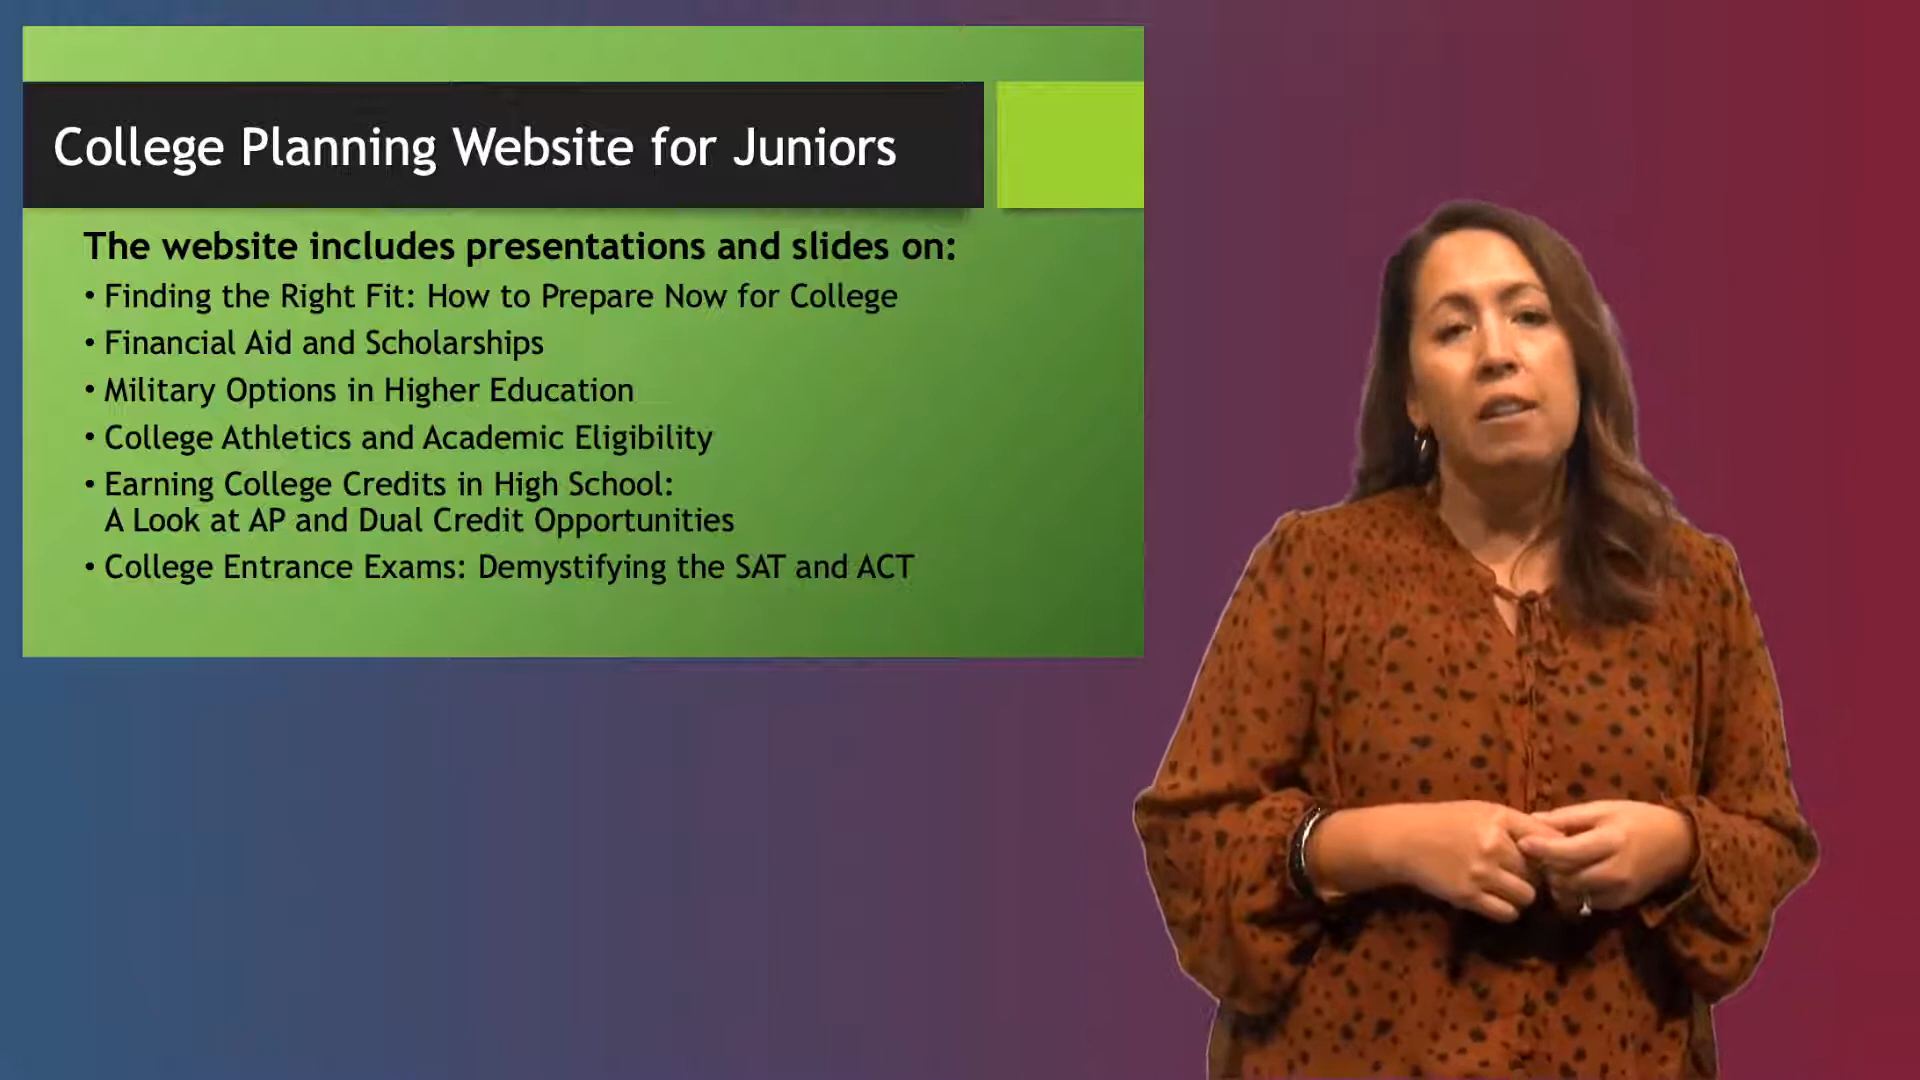 College Planning Website for Juniors
The website includes presentations and slides on:
• Finding the Right Fit: How to Prepare Now for College
• Financial Aid and Scholarships
• Military Options in Higher Education
• College Athletics and Academic Eligibility
• Earning College Credits in High School:
A Look at AP and Dual Credit Opportunities
• College Entrance Exams: Demystifying the SAT and ACT